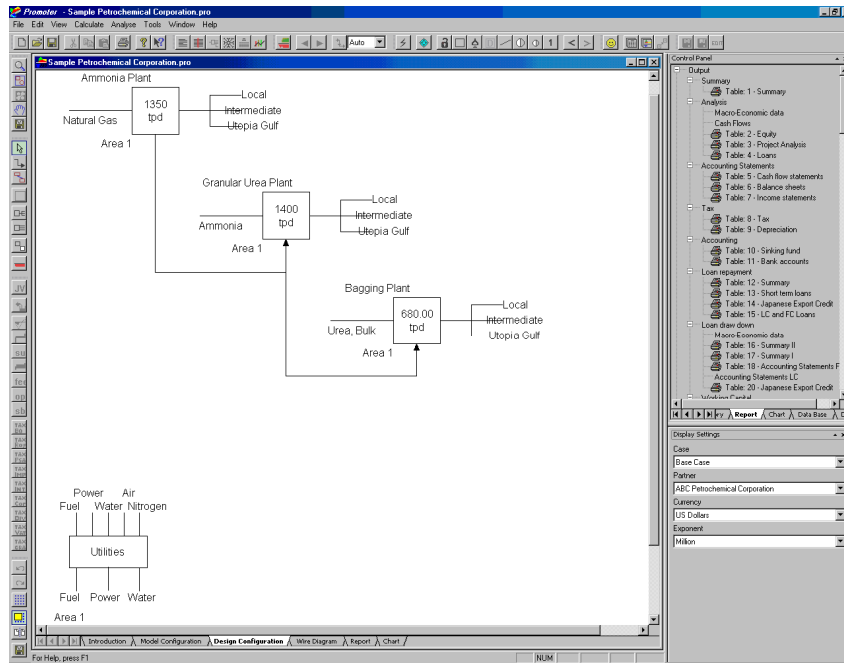 Promoter - Sample Petrochemical Corporation.pro
File Edit View Calculate Analyse Tools Window Help
Auto
1
EXIT
Sample Petrochemical Corporation.pro
Ammonia Plant
1350
tpd
Natural Gas
Local
Intermediate
Utopia Gulf
Area 1
Granular Urea Plant
1400
tpd
Ammonia
Local
Intermediate
Utopia Gulf
Area 1
Bagging Plant
680.00
tpd
Urea, Bulk
Local
Intermediate
Utopia Gulf
Area 1
Power Air
Fuel Water Nitrogen
Utilities
Fuel Power Water
Area 1
Introduction Model Configuration Design Configuration Wire Diagram Report Chart
For Help, press F1
NUM
JV
su
fee
op
sb
Control Panel
Output
Summary
Table: 1 - Summary
Analysis
Macro-Economic data
Cash Flows
Table: 2 - Equity
Table: 3 - Project Analysis
Table: 4 - Loans
Accounting Statements
Table: 5 - Cash flow statements
Table: 6 - Balance sheets
Table: 7 - Income statements
Tax
Table: 8 - Tax
Table: 9 - Depreciation
Accounting
Table: 10 - Sinking fund
Table: 11 - Bank accounts
Loan repayment
Table: 12 - Summary
Table: 13 - Short term loans
Table: 14 - Japanese Export Credit
Table: 15 - LC and FC Loans
Loan draw down
Macro-Economic data
Table: 16 - Summary II
Table: 17 - Summary I
Table: 18 - Accounting Statements F
Accounting Statements LC
Table: 20 - Japanese Export Credit
Working Capital
ry Report Chart Data Base
Display Settings
Case
Base Case
Partner
ABC Petrochemical Corporation
Currency
US Dollars
Exponent
Million